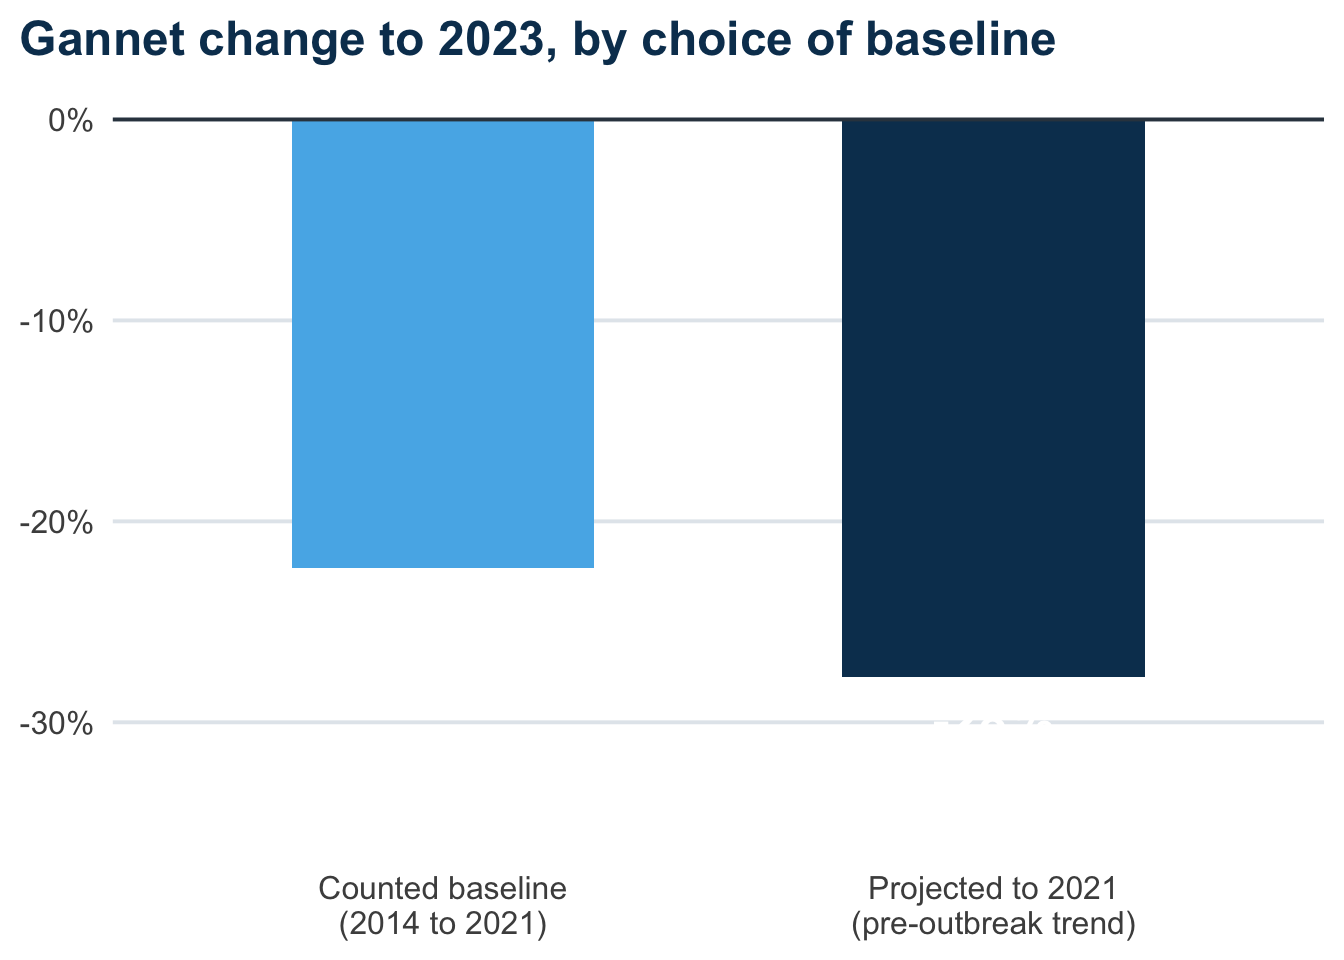 Gannet change to 2023, by choice of baseline
0%
-10%
-20%
-30%
Counted baseline
(2014 to 2021)
Projected to 2021
(pre-outbreak trend)